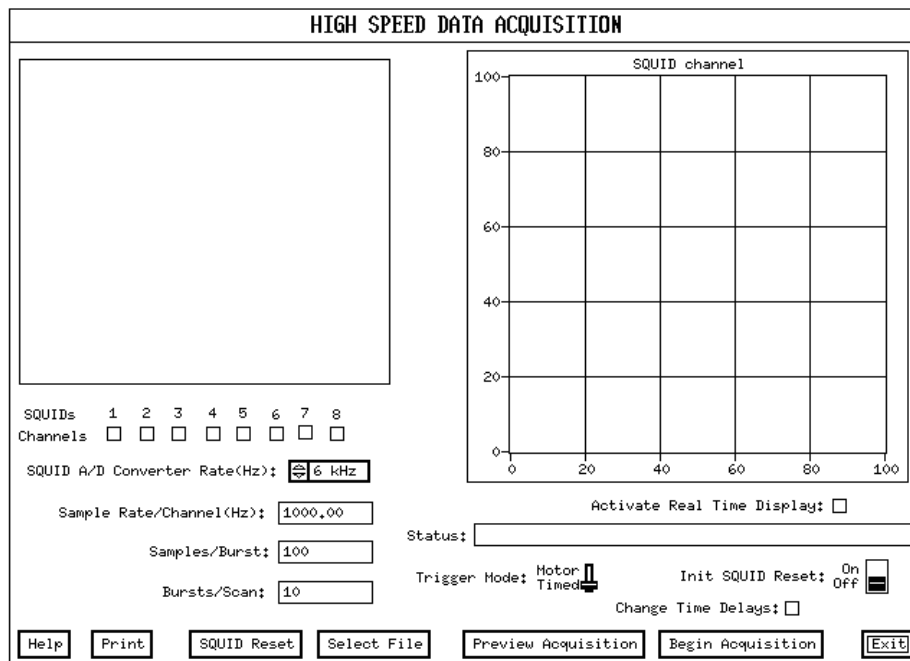 HIGH SPEED DATA ACQUISITION
SQUID channel
100
80
60
40
20
0
0 20 40 60 80 100
SQUIDs 1 2 3 4 5 6 7 8
Channels
SQUID A/D Converter Rate(Hz): 6 kHz
Sample Rate/Channel(Hz): 1000.00
Samples/Burst: 100
Bursts/Scan: 10
Activate Real Time Display:
Status:
Trigger Mode: Motor
Timed
Init SQUID Reset: On
Off
Change Time Delays:
Help Print SQUID Reset Select File Preview Acquisition Begin Acquisition Exit